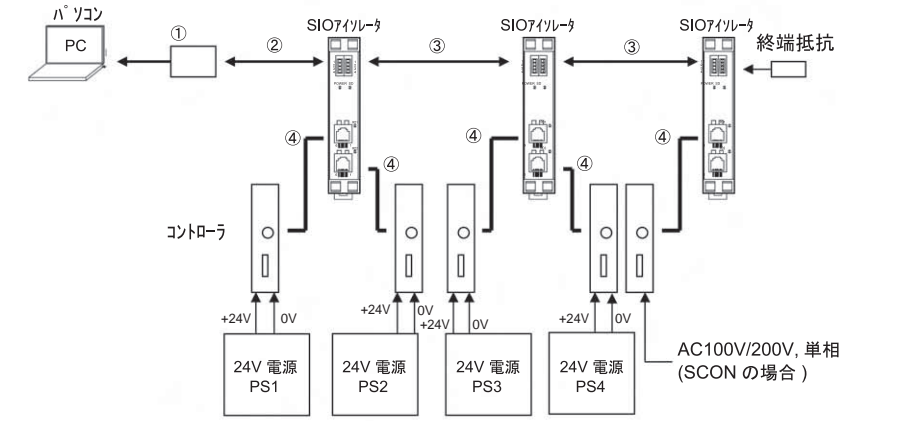 パソコン
PC
①
②
SIOアイソレータ
③
SIOアイソレータ
③
SIOアイソレータ
終端抵抗
④
④
④
④
④
コントローラ
+24V
0V
+24V
0V
+24V
0V
+24V
0V
24V 電源
PS1
24V 電源
PS2
24V 電源
PS3
24V 電源
PS4
AC100V/200V, 単相
(SCON の場合 )